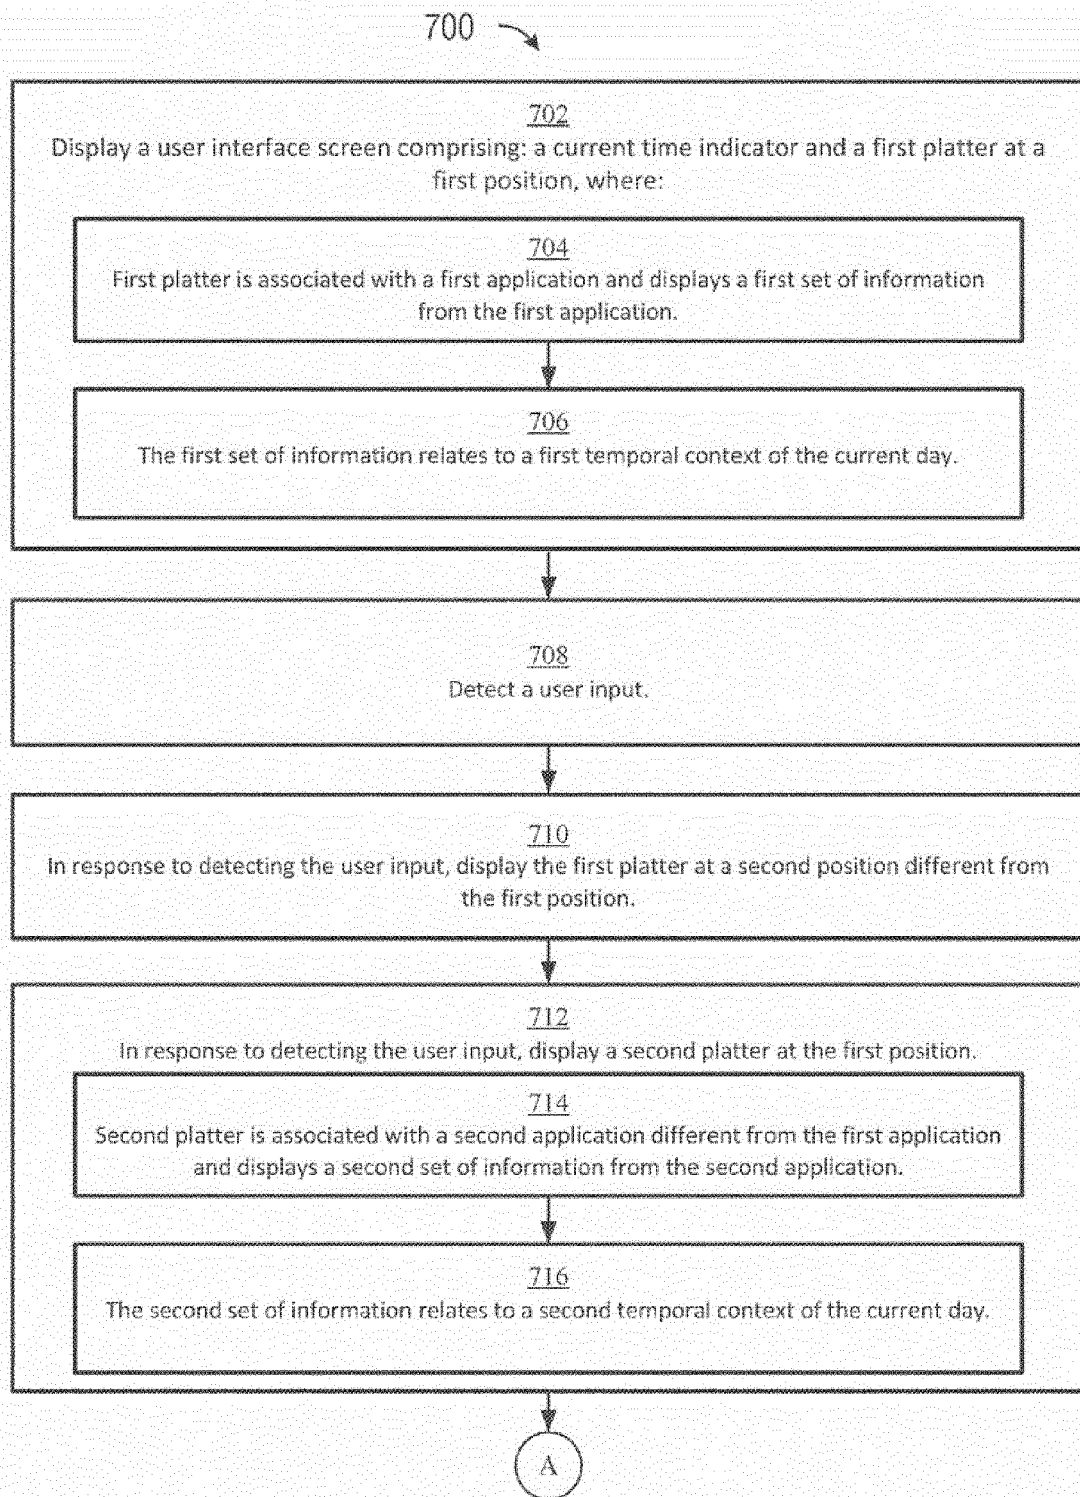 700
702
Display a user interface screen comprising: a current time indicator and a first platter at a
first position, where:
704
First platter is associated with a first application and displays a first set of information
from the first application.
706
The first set of information relates to a first temporal context of the current day.
708
Detect a user input.
710
In response to detecting the user input, display the first platter at a second position different from
the first position.
712
In response to detecting the user input, display a second platter at the first position.
714
Second platter is associated with a second application different from the first application
and displays a second set of information from the second application.
716
The second set of information relates to a second temporal context of the current day.
A